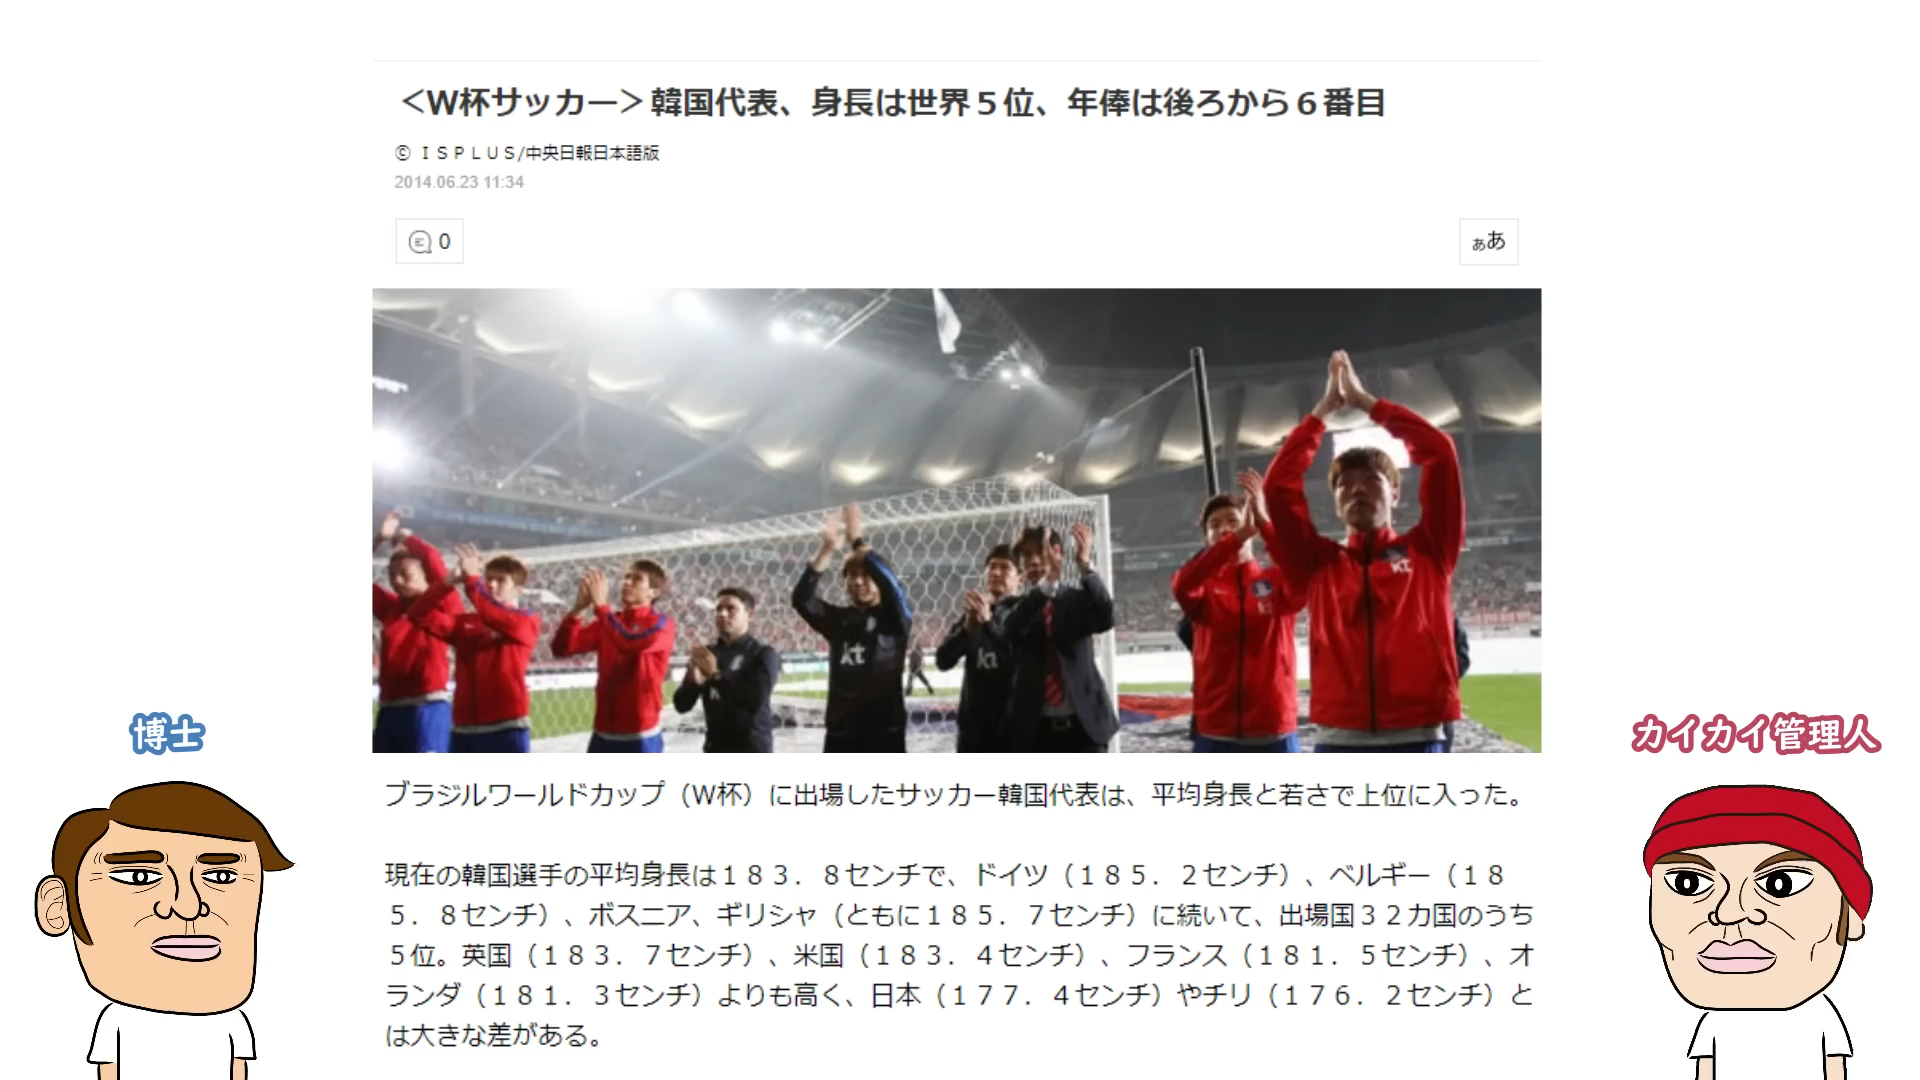 ＜Ｗ杯サッカー＞韓国代表、身長は世界５位、年俸は後ろから６番目
ⓒ ＩＳＰＬＵＳ/中央日報日本語版
2014.06.23 11:34
0
ああ
kt
kt
kt
博士
カイカイ管理人
ブラジルワールドカップ（Ｗ杯）に出場したサッカー韓国代表は、平均身長と若さで上位に入った。
現在の韓国選手の平均身長は１８３．８センチで、ドイツ（１８５．２センチ）、ベルギー（１８
５．８センチ）、ボスニア、ギリシャ（ともに１８５．７センチ）に続いて、出場国３２カ国のうち
５位。英国（１８３．７センチ）、米国（１８３．４センチ）、フランス（１８１．５センチ）、オ
ランダ（１８１．３センチ）よりも高く、日本（１７７．４センチ）やチリ（１７６．２センチ）と
は大きな差がある。